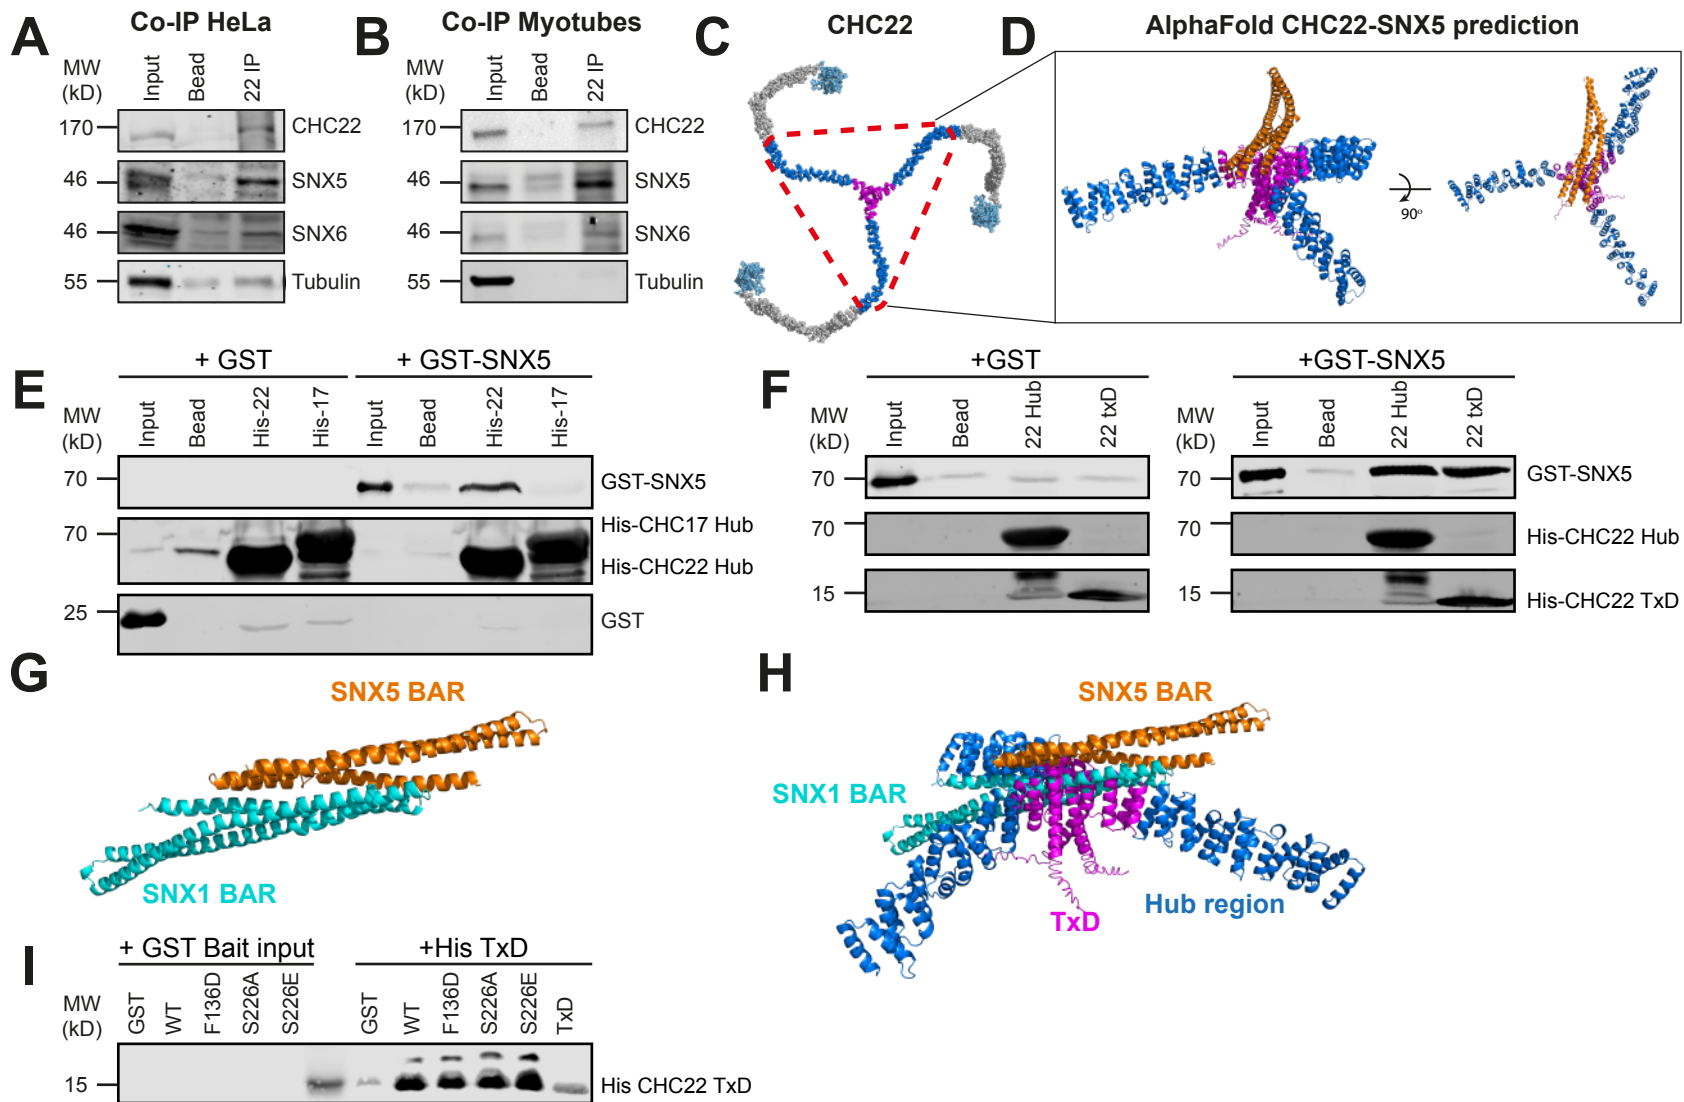 A
Co-IP HeLa
MW
(kD)
Input
Bead
22 IP
170
CHC22
46
SNX5
46
SNX6
55
Tubulin
B
Co-IP Myotubes
MW
(kD)
Input
Bead
22 IP
170
CHC22
46
SNX5
46
SNX6
55
Tubulin
C
CHC22
D
AlphaFold CHC22-SNX5 prediction
90º
E
+ GST
+ GST-SNX5
MW
(kD)
Input
Bead
His-22
His-17
Input
Bead
His-22
His-17
70
GST-SNX5
70
His-CHC17 Hub
His-CHC22 Hub
25
GST
F
+GST
+GST-SNX5
MW
(kD)
Input
Bead
22 Hub
22 txD
MW
(kD)
Input
Bead
22 Hub
22 txD
70
70
GST-SNX5
70
70
His-CHC22 Hub
15
15
His-CHC22 TxD
G
SNX5 BAR
SNX1 BAR
H
SNX5 BAR
SNX1 BAR
TxD
Hub region
I
+ GST Bait input
+His TxD
MW
(kD)
GST
WT
F136D
S226A
S226E
GST
WT
F136D
S226A
S226E
TxD
15
His CHC22 TxD